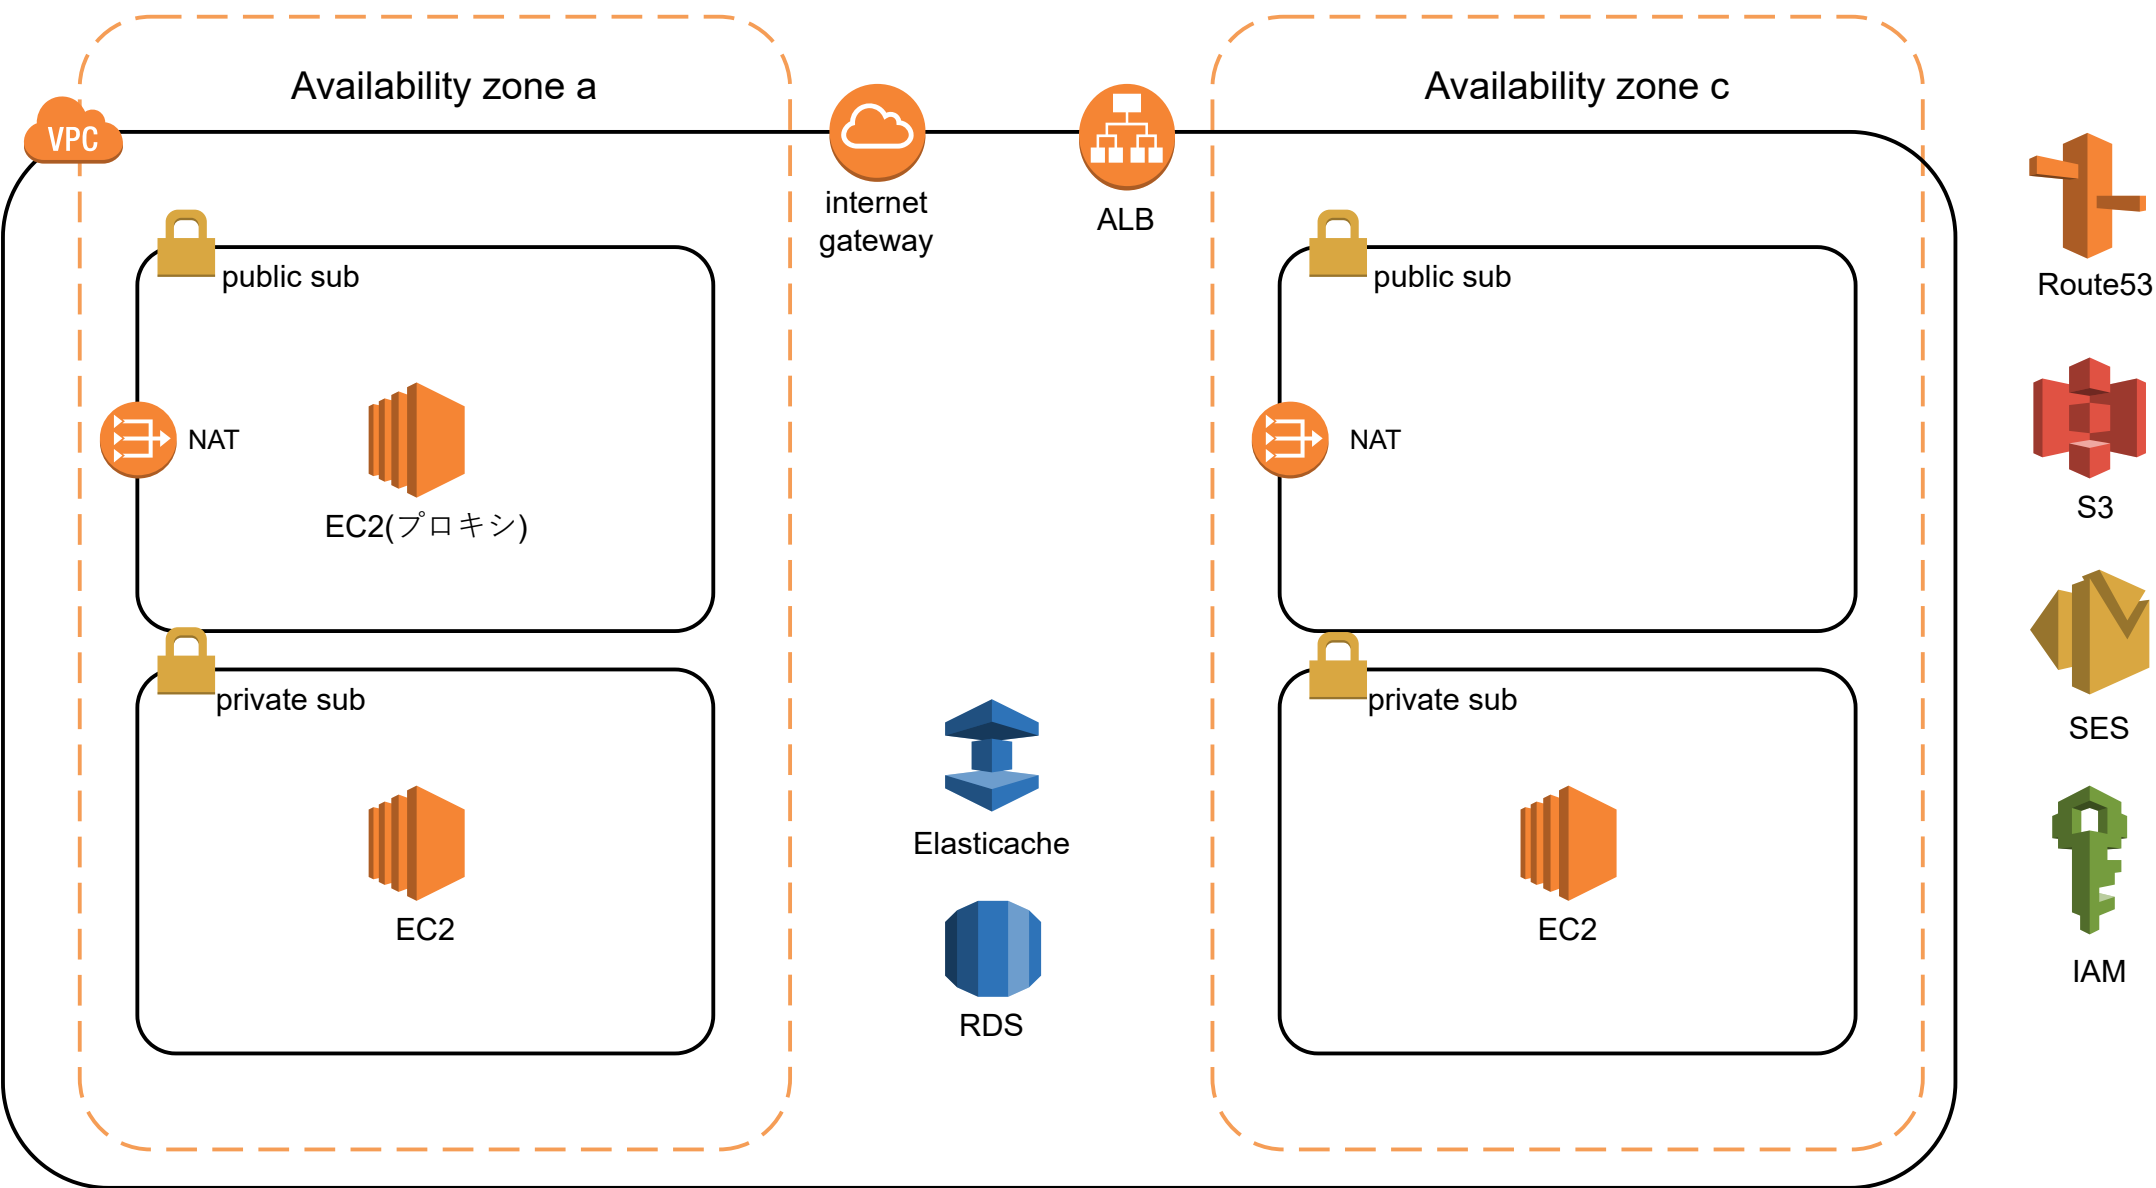 Availability zone a
Availability zone c
VPC
internet
gateway
ALB
public sub
public sub
Route53
NAT
NAT
EC2(プロキシ)
S3
private sub
private sub
SES
Elasticache
EC2
EC2
IAM
RDS